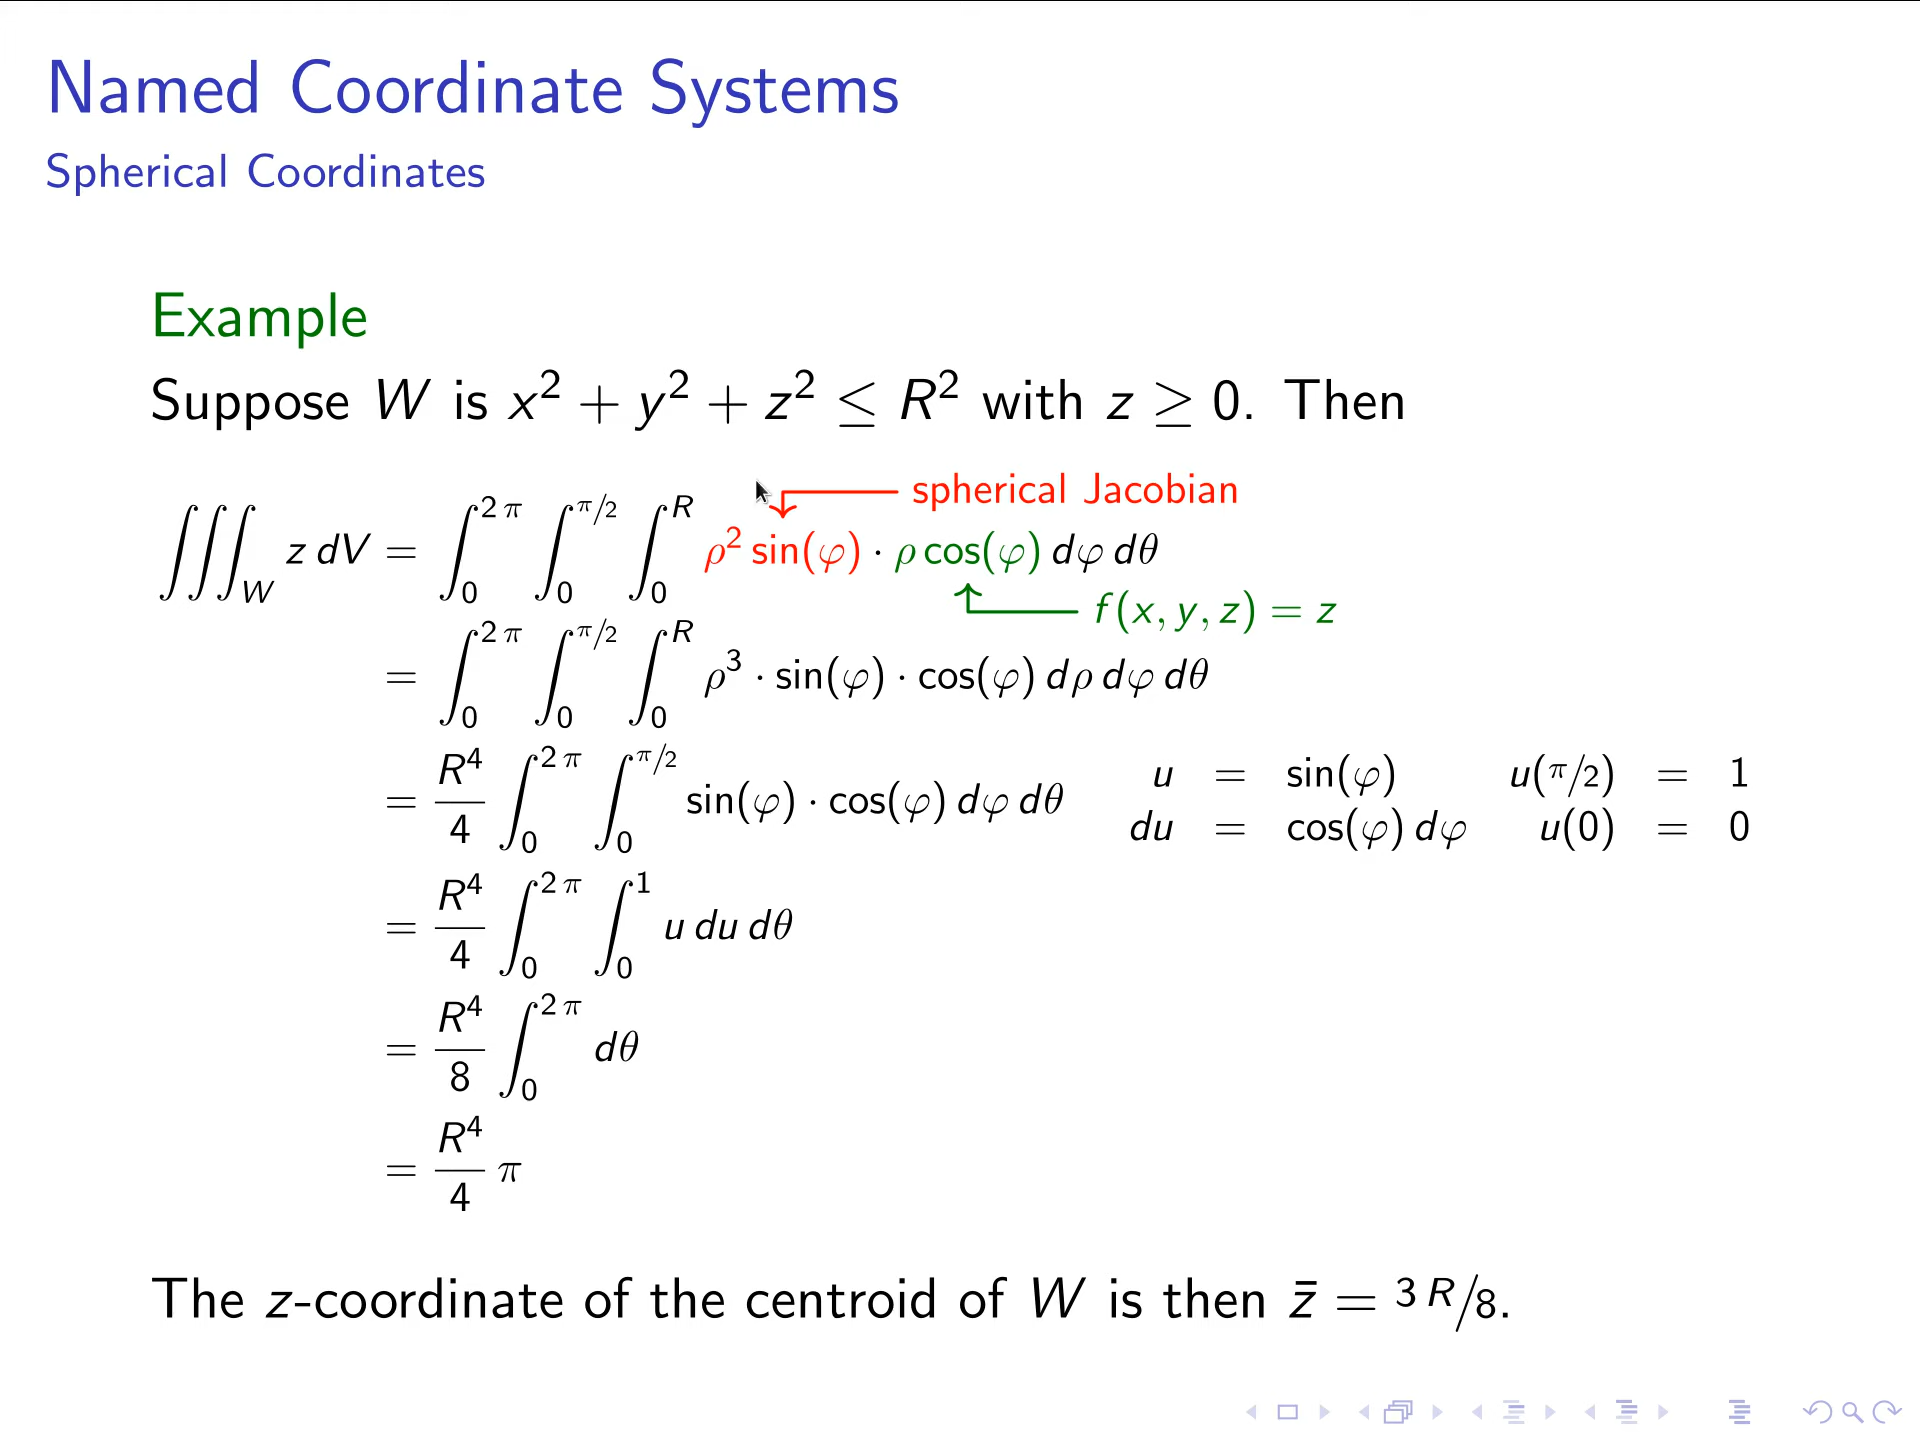 Named Coordinate Systems
Spherical Coordinates
Example
Suppose W is x² + y² + z² ≤ R² with z ≥ 0. Then
spherical Jacobian
∭_W z dV = ∫_0^{2π} ∫_0^{π/2} ∫_0^R ρ² sin(φ) · ρ cos(φ) dφ dθ
f(x, y, z) = z
= ∫_0^{2π} ∫_0^{π/2} ∫_0^R ρ³ · sin(φ) · cos(φ) dρ dφ dθ
= R⁴/4 ∫_0^{2π} ∫_0^{π/2} sin(φ) · cos(φ) dφ dθ
u = sin(φ) u(π/2) = 1
du = cos(φ) dφ u(0) = 0
= R⁴/4 ∫_0^{2π} ∫_0^1 u du dθ
= R⁴/8 ∫_0^{2π} dθ
= R⁴/4 π
The z-coordinate of the centroid of W is then z̄ = 3 R/8.